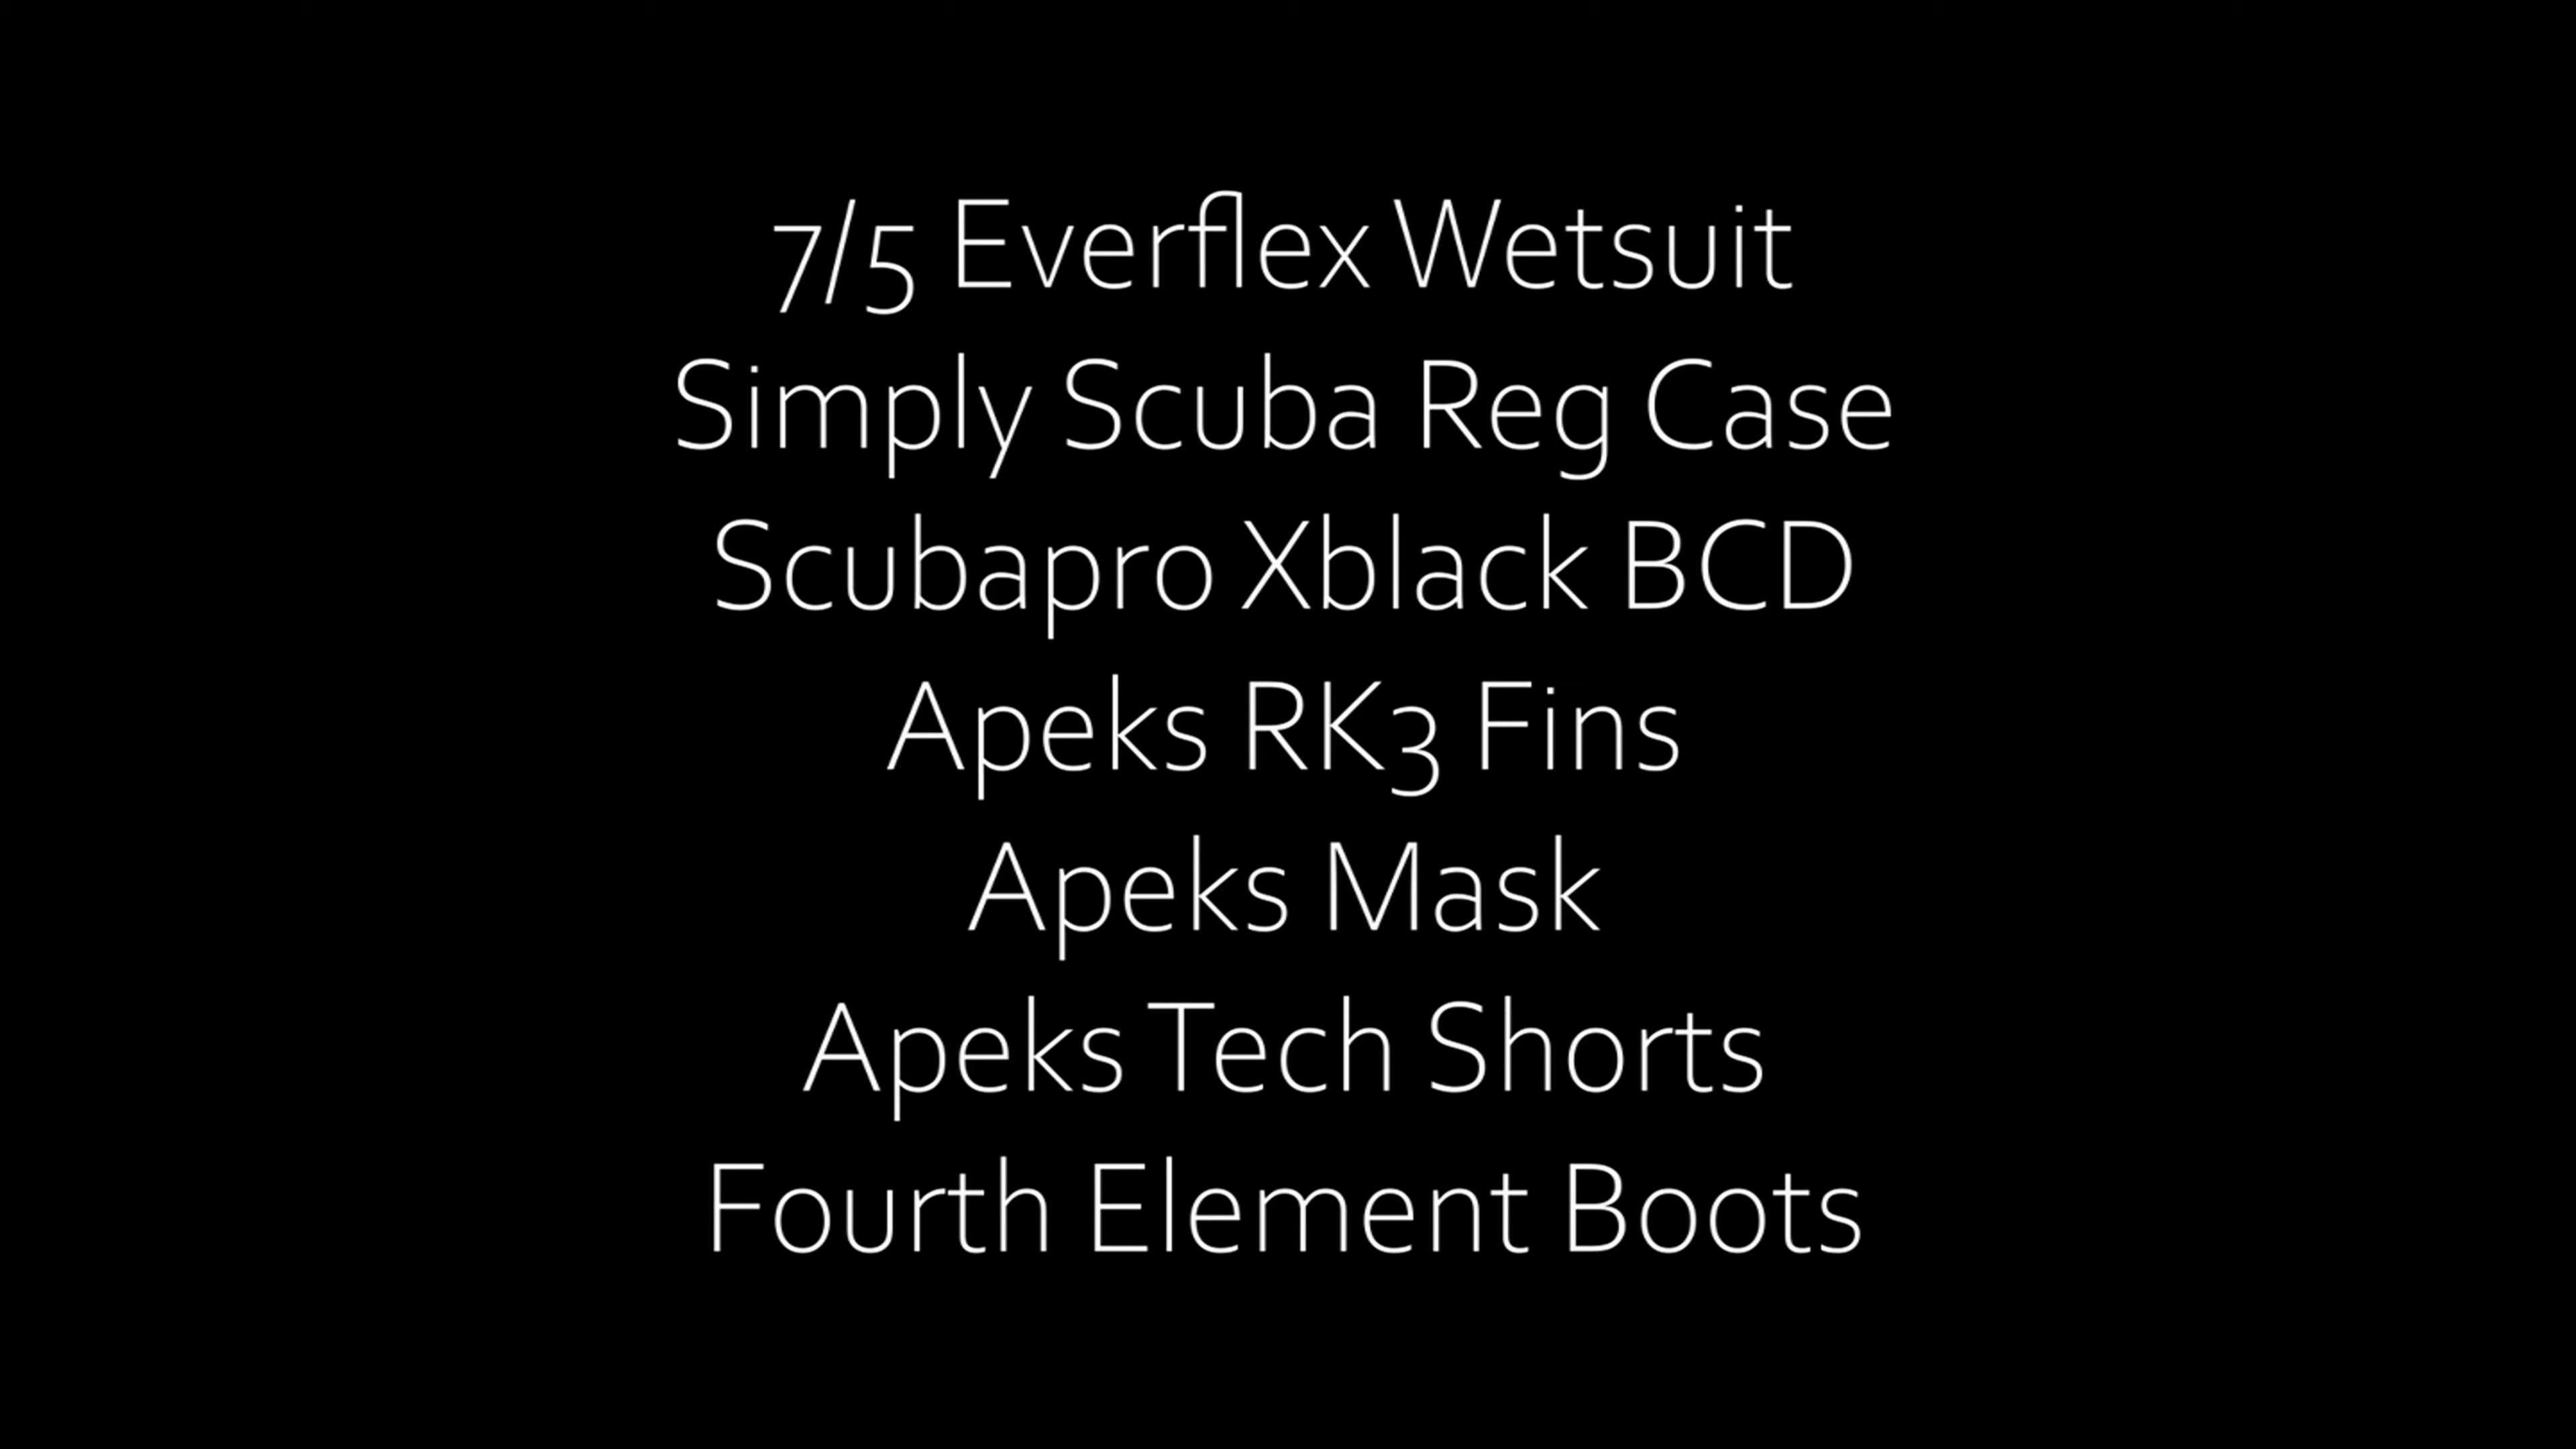 7/5 Everflex Wetsuit
Simply Scuba Reg Case
Scubapro Xblack BCD
Apeks RK3 Fins
Apeks Mask
Apeks Tech Shorts
Fourth Element Boots